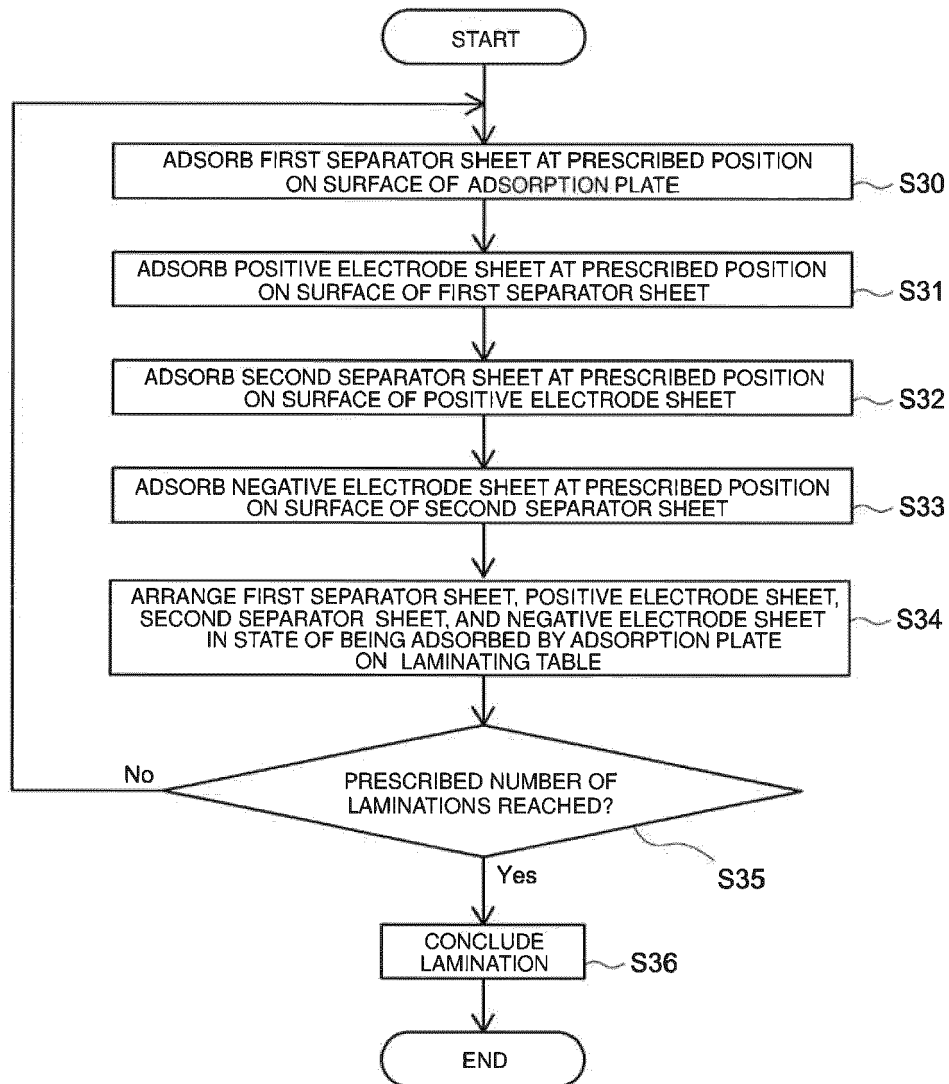 START
ADSORB FIRST SEPARATOR SHEET AT PRESCRIBED POSITION
ON SURFACE OF ADSORPTION PLATE
S30
ADSORB POSITIVE ELECTRODE SHEET AT PRESCRIBED POSITION
ON SURFACE OF FIRST SEPARATOR SHEET
S31
ADSORB SECOND SEPARATOR SHEET AT PRESCRIBED POSITION
ON SURFACE OF POSITIVE ELECTRODE SHEET
S32
ADSORB NEGATIVE ELECTRODE SHEET AT PRESCRIBED POSITION
ON SURFACE OF SECOND SEPARATOR SHEET
S33
ARRANGE FIRST SEPARATOR SHEET, POSITIVE ELECTRODE SHEET,
SECOND SEPARATOR SHEET, AND NEGATIVE ELECTRODE SHEET
IN STATE OF BEING ADSORBED BY ADSORPTION PLATE
ON LAMINATING TABLE
S34
No
PRESCRIBED NUMBER OF
LAMINATIONS REACHED?
S35
Yes
CONCLUDE
LAMINATION
S36
END